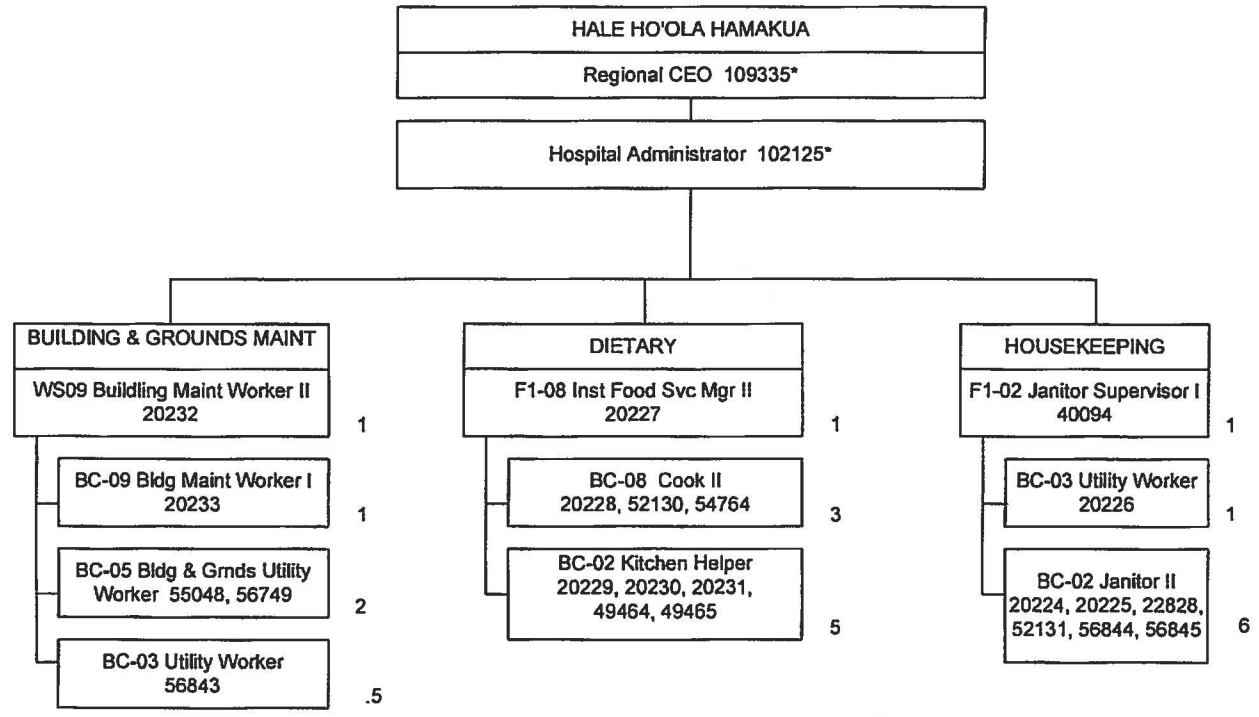 HALE HO'OLA HAMAKUA
Regional CEO 109335*
Hospital Administrator 102125*
BUILDING & GROUNDS MAINT
WS09 Buildling Maint Worker II
20232
1
BC-09 Bldg Maint Worker I
20233
1
BC-05 Bldg & Grnds Utility
Worker 55048, 56749
2
BC-03 Utility Worker
56843
.5
DIETARY
F1-08 Inst Food Svc Mgr II
20227
1
BC-08 Cook II
20228, 52130, 54764
3
BC-02 Kitchen Helper
20229, 20230, 20231,
49464, 49465
5
HOUSEKEEPING
F1-02 Janitor Supervisor I
40094
1
BC-03 Utility Worker
20226
1
BC-02 Janitor II
20224, 20225, 22828,
52131, 56844, 56845
6